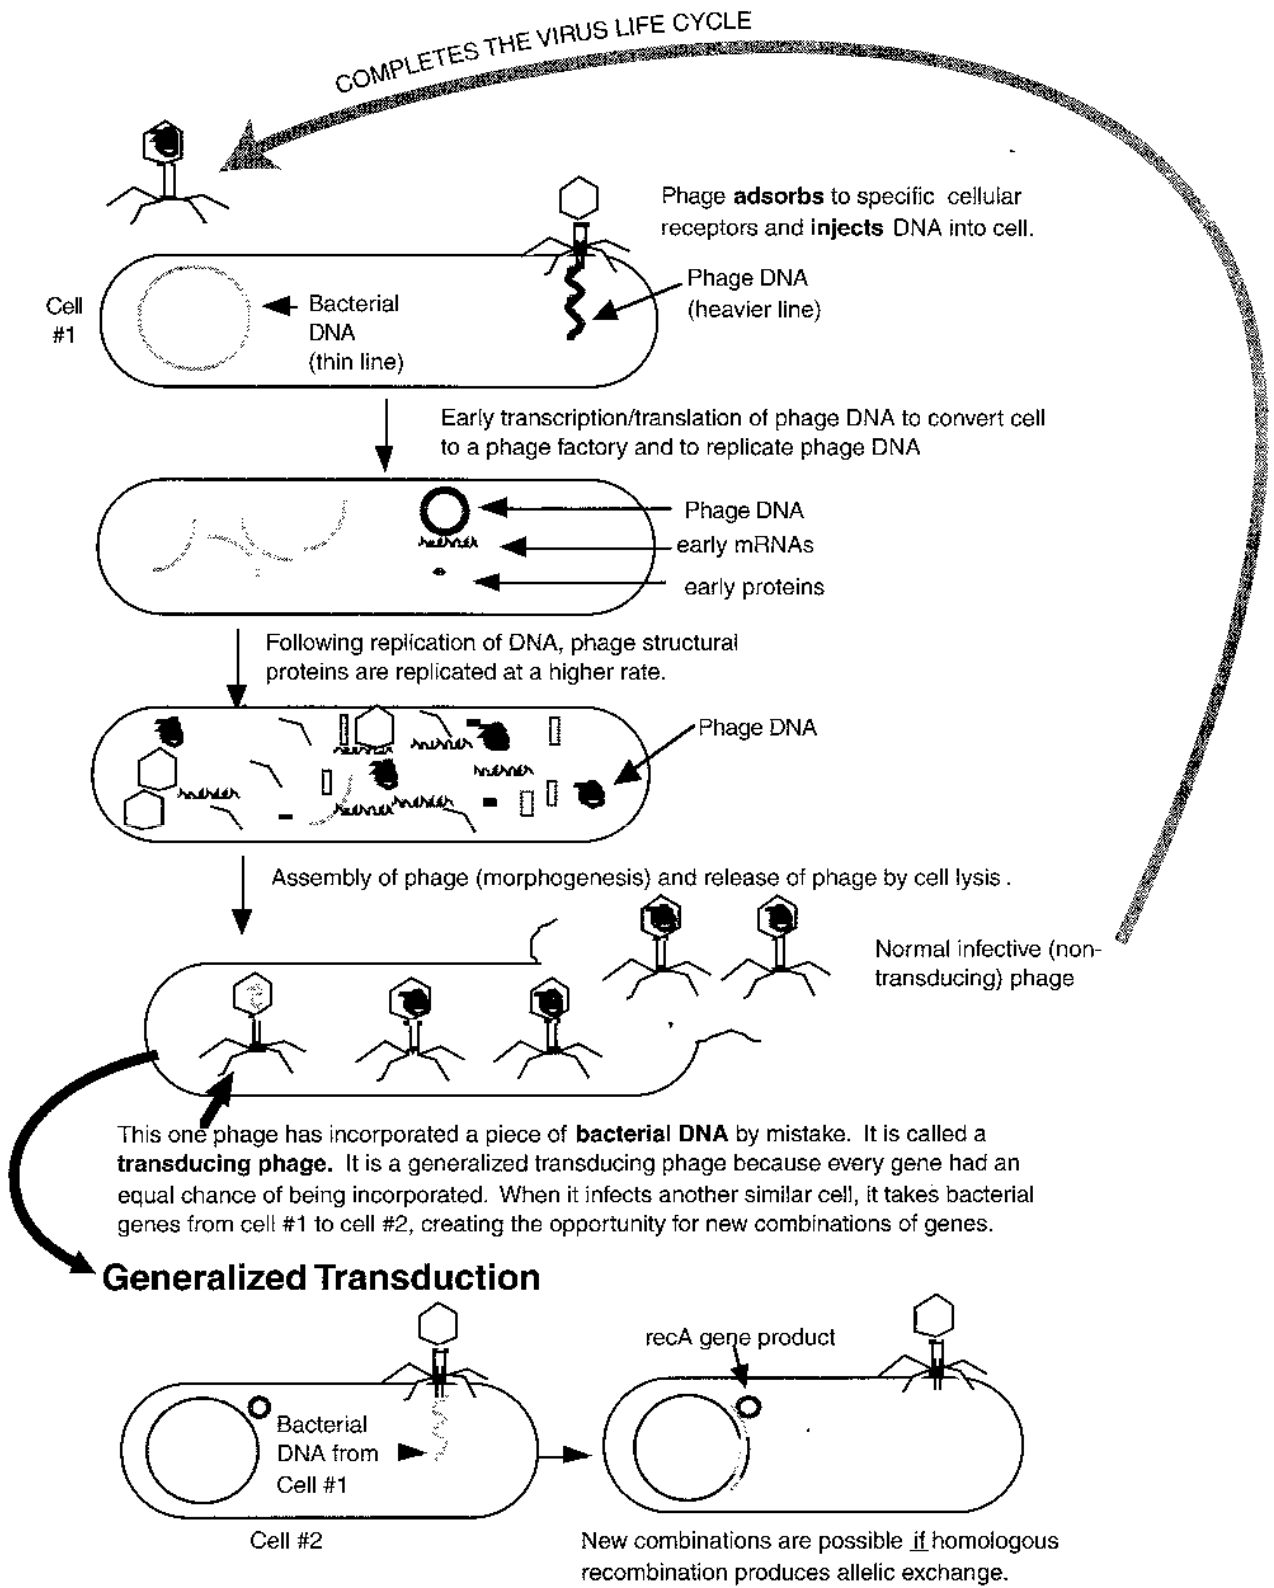 COMPLETES THE VIRUS LIFE CYCLE
Phage adsorbs to specific cellular
receptors and injects DNA into cell.
Phage DNA
(heavier line)
Cell
#1
Bacterial
DNA
(thin line)
Early transcription/translation of phage DNA to convert cell
to a phage factory and to replicate phage DNA
Phage DNA
early mRNAs
early proteins
Following replication of DNA, phage structural
proteins are replicated at a higher rate.
Phage DNA
Assembly of phage (morphogenesis) and release of phage by cell lysis .
Normal infective (non-
transducing) phage
This one phage has incorporated a piece of bacterial DNA by mistake. It is called a
transducing phage. It is a generalized transducing phage because every gene had an
equal chance of being incorporated. When it infects another similar cell, it takes bacterial
genes from cell #1 to cell #2, creating the opportunity for new combinations of genes.
Generalized Transduction
recA gene product
Bacterial
DNA from
Cell #1
Cell #2
New combinations are possible if homologous
recombination produces allelic exchange.